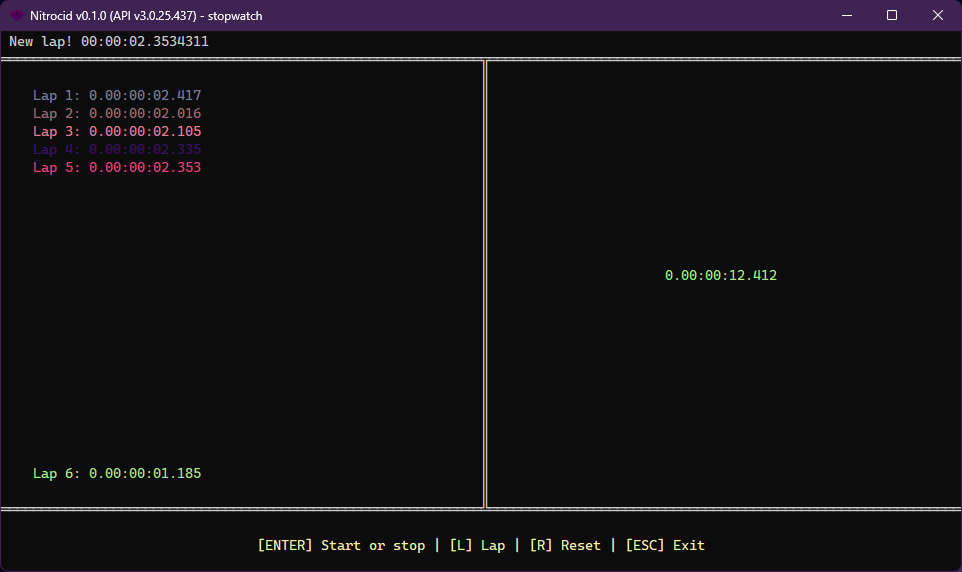 Nitrocid v0.1.0 (API v3.0.25.437) - stopwatch
New lap! 00:00:02.3534311
Lap 1: 0.00:00:02.417
Lap 2: 0.00:00:02.016
Lap 3: 0.00:00:02.105
Lap 4: 0.00:00:02.335
Lap 5: 0.00:00:02.353
0.00:00:12.412
Lap 6: 0.00:00:01.185
[ENTER] Start or stop | [L] Lap | [R] Reset | [ESC] Exit